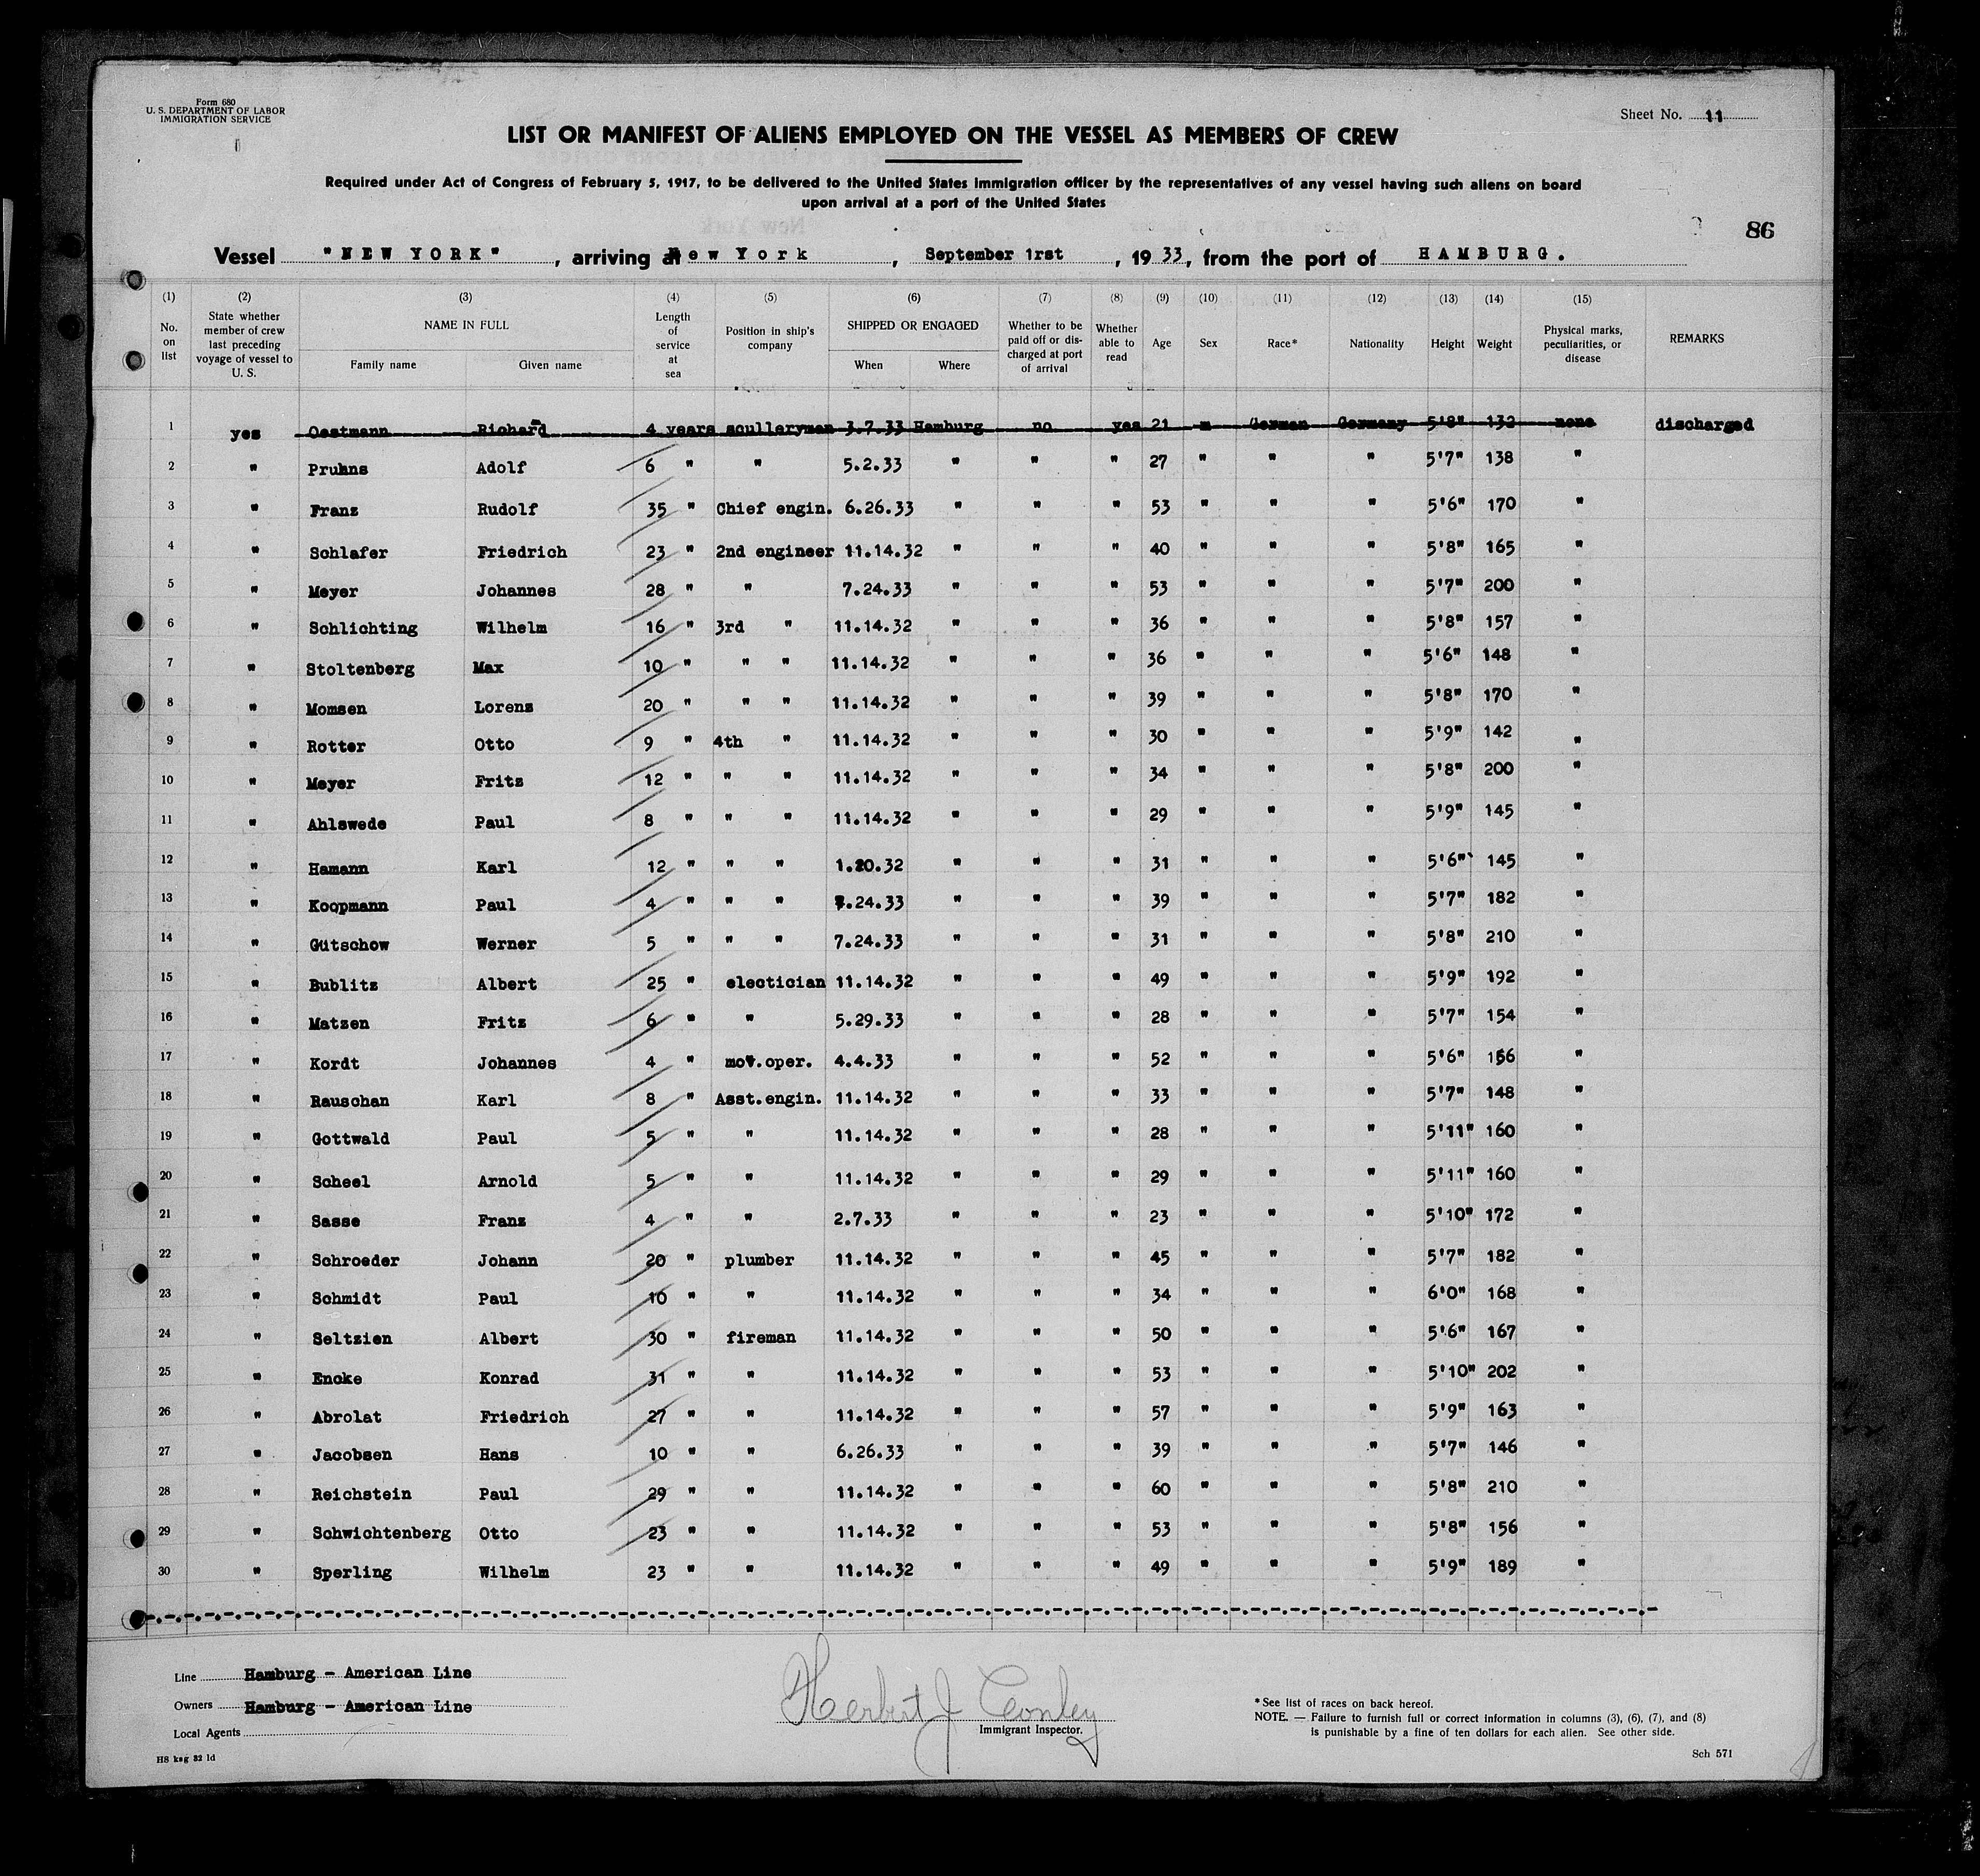 Form 680
U. S. DEPARTMENT OF LABOR
IMMIGRATION SERVICE
Sheet No. 11
LIST OR MANIFEST OF ALIENS EMPLOYED ON THE VESSEL AS MEMBERS OF CREW
Required under Act of Congress of February 5, 1917, to be delivered to the United States immigration officer by the representatives of any vessel having such aliens on board
upon arrival at a port of the United States
86
Vessel "NEW YORK", arriving at New York, September 1rst, 1933, from the port of HAMBURG.
(1) (2) (3) (4) (5) (6) (7) (8) (9) (10) (11) (12) (13) (14) (15)
No. on list
State whether member of crew last preceding voyage of vessel to U. S.
NAME IN FULL
Family name Given name
Length of service at sea
Position in ship's company
SHIPPED OR ENGAGED
When Where
Whether to be paid off or discharged at port of arrival
Whether able to read
Age Sex Race* Nationality Height Weight
Physical marks, peculiarities, or disease
REMARKS
1 yes Oestmann Richard 4 years sculleryman 3.7.33 Hamburg no yes 21 m German Germany 5'8" 132 none discharged
2 " Pruhns Adolf 6 " " 5.2.33 " " " 27 " " " 5'7" 138 "
3 " Franz Rudolf 35 " Chief engin. 6.26.33 " " " 53 " " " 5'6" 170 "
4 " Schlafer Friedrich 23 " 2nd engineer 11.14.32 " " " 40 " " " 5'8" 165 "
5 " Meyer Johannes 28 " " 7.24.33 " " " 53 " " " 5'7" 200 "
6 " Schlichting Wilhelm 16 " 3rd " 11.14.32 " " " 36 " " " 5'8" 157 "
7 " Stoltenberg Max 10 " " " 11.14.32 " " " 36 " " " 5'6" 148 "
8 " Momsen Lorenz 20 " " " 11.14.32 " " " 39 " " " 5'8" 170 "
9 " Rotter Otto 9 " 4th " 11.14.32 " " " 30 " " " 5'9" 142 "
10 " Meyer Fritz 12 " " " 11.14.32 " " " 34 " " " 5'8" 200 "
11 " Ahlswede Paul 8 " " " 11.14.32 " " " 29 " " " 5'9" 145 "
12 " Hamann Karl 12 " " " 1.20.32 " " " 31 " " " 5'6" 145 "
13 " Koopmann Paul 4 " " " .24.33 " " " 39 " " " 5'7" 182 "
14 " Gütschow Werner 5 " " " 7.24.33 " " " 31 " " " 5'8" 210 "
15 " Bublitz Albert 25 " electician 11.14.32 " " " 49 " " " 5'9" 192 "
16 " Matzen Fritz 6 " " 5.29.33 " " " 28 " " " 5'7" 154 "
17 " Kordt Johannes 4 " mov.oper. 4.4.33 " " " 52 " " " 5'6" 156 "
18 " Rauschan Karl 8 " Asst.engin. 11.14.32 " " " 33 " " " 5'7" 148 "
19 " Gottwald Paul 5 " " 11.14.32 " " " 28 " " " 5'11" 160 "
20 " Scheel Arnold 5 " " 11.14.32 " " " 29 " " " 5'11" 160 "
21 " Sasse Franz 4 " " 2.7.33 " " " 23 " " " 5'10" 172 "
22 " Schroeder Johann 20 " plumber 11.14.32 " " " 45 " " " 5'7" 182 "
23 " Schmidt Paul 10 " " 11.14.32 " " " 34 " " " 6'0" 168 "
24 " Seltzien Albert 30 " fireman 11.14.32 " " " 50 " " " 5'6" 167 "
25 " Encke Konrad 31 " " 11.14.32 " " " 53 " " " 5'10" 202 "
26 " Abrolat Friedrich 27 " " 11.14.32 " " " 57 " " " 5'9" 163 "
27 " Jacobsen Hans 10 " " 6.26.33 " " " 39 " " " 5'7" 146 "
28 " Reichstein Paul 29 " " 11.14.32 " " " 60 " " " 5'8" 210 "
29 " Schwichtenberg Otto 23 " " 11.14.32 " " " 53 " " " 5'8" 156 "
30 " Sperling Wilhelm 23 " " 11.14.32 " " " 49 " " " 5'9" 189 "
Line Hamburg - American Line
Owners Hamburg - American Line
Local Agents
Herbert J Conley
Immigrant Inspector.
*See list of races on back hereof.
NOTE. — Failure to furnish full or correct information in columns (3), (6), (7), and (8)
is punishable by a fine of ten dollars for each alien. See other side.
H8 ksg 32 1d
Sch 571